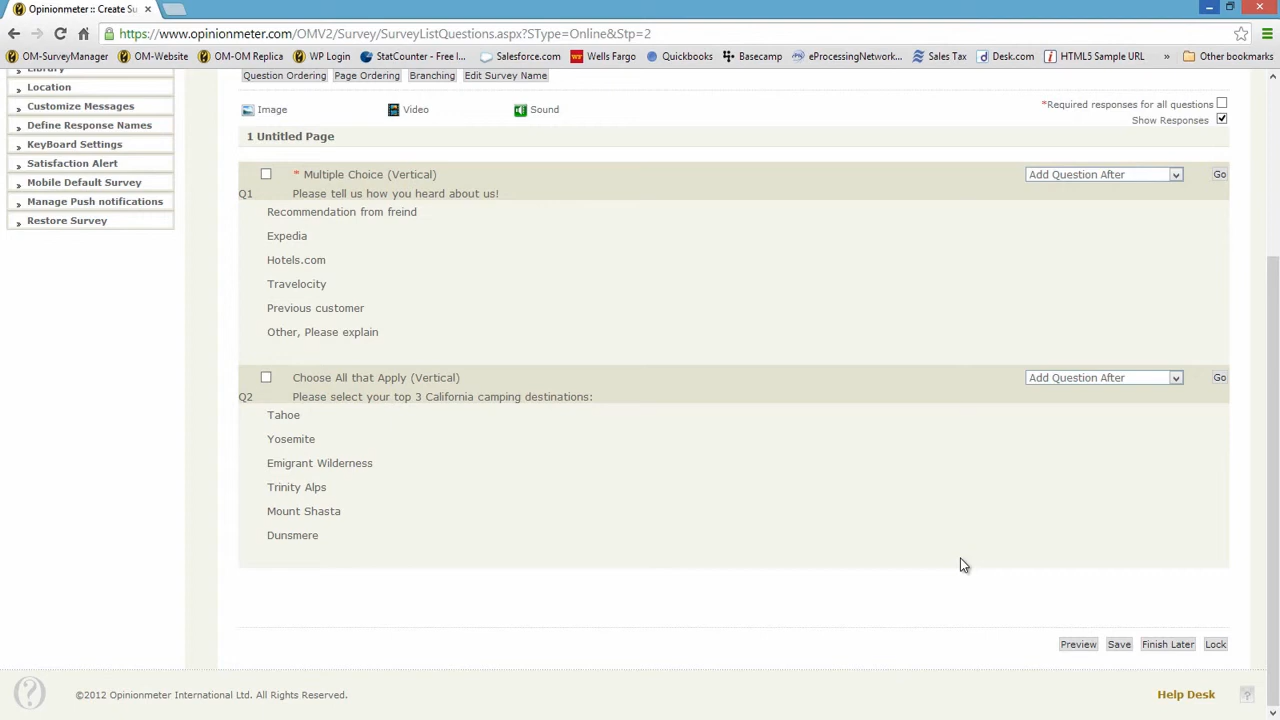 Opinionmeter :: Create Su
https://www.opinionmeter.com/OMV2/Survey/SurveyListQuestions.aspx?SType=Online&Stp=2
OM-SurveyManager OM-Website OM-OM Replica WP Login StatCounter - Free I... Salesforce.com Wells Fargo Quickbooks Basecamp eProcessingNetwork... Sales Tax Desk.com HTML5 Sample URL » Other bookmarks
Library
Location
Customize Messages
Define Response Names
KeyBoard Settings
Satisfaction Alert
Mobile Default Survey
Manage Push notifications
Restore Survey
Question Ordering Page Ordering Branching Edit Survey Name
Image Video Sound
*Required responses for all questions
Show Responses
1 Untitled Page
* Multiple Choice (Vertical) Add Question After Go
Q1 Please tell us how you heard about us!
Recommendation from freind
Expedia
Hotels.com
Travelocity
Previous customer
Other, Please explain
Choose All that Apply (Vertical) Add Question After Go
Q2 Please select your top 3 California camping destinations:
Tahoe
Yosemite
Emigrant Wilderness
Trinity Alps
Mount Shasta
Dunsmere
Preview Save Finish Later Lock
©2012 Opinionmeter International Ltd. All Rights Reserved.
Help Desk ?